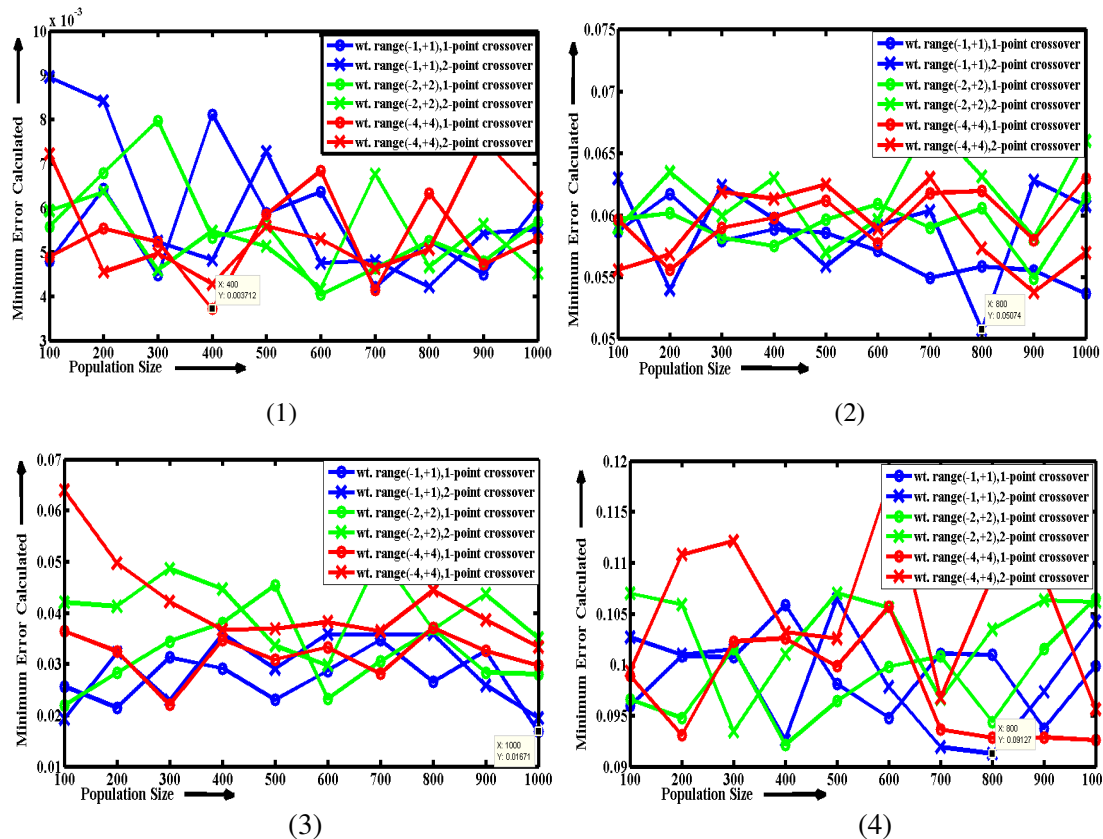 10 x 10⁻³
9
8
7
6
5
4
3
Minimum Error Calculated
wt. range(-1,+1),1-point crossover
wt. range(-1,+1),2-point crossover
wt. range(-2,+2),1-point crossover
wt. range(-2,+2),2-point crossover
wt. range(-4,+4),1-point crossover
wt. range(-4,+4),2-point crossover
X: 400
Y: 0.003712
100 200 300 400 500 600 700 800 900 1000
Population Size
(1)
0.075
0.07
0.065
0.06
0.055
0.05
Minimum Error Calculated
wt. range(-1,+1),1-point crossover
wt. range(-1,+1),2-point crossover
wt. range(-2,+2),1-point crossover
wt. range(-2,+2),2-point crossover
wt. range(-4,+4),1-point crossover
wt. range(-4,+4),2-point crossover
X: 800
Y: 0.05074
100 200 300 400 500 600 700 800 900 1000
Population Size
(2)
0.07
0.06
0.05
0.04
0.03
0.02
0.01
Minimum Error Calculated
wt. range(-1,+1),1-point crossover
wt. range(-1,+1),2-point crossover
wt. range(-2,+2),1-point crossover
wt. range(-2,+2),2-point crossover
wt. range(-4,+4),1-point crossover
wt. range(-4,+4),1-point crossover
X: 1000
Y: 0.01671
100 200 300 400 500 600 700 800 900 1000
Population Size
(3)
0.12
0.115
0.11
0.105
0.1
0.095
0.09
Minimum Error Calculated
wt. range(-1,+1),1-point crossover
wt. range(-1,+1),2-point crossover
wt. range(-2,+2),1-point crossover
wt. range(-2,+2),2-point crossover
wt. range(-4,+4),1-point crossover
wt. range(-4,+4),2-point crossover
X: 800
Y: 0.09127
100 200 300 400 500 600 700 800 900 100
Population Size
(4)